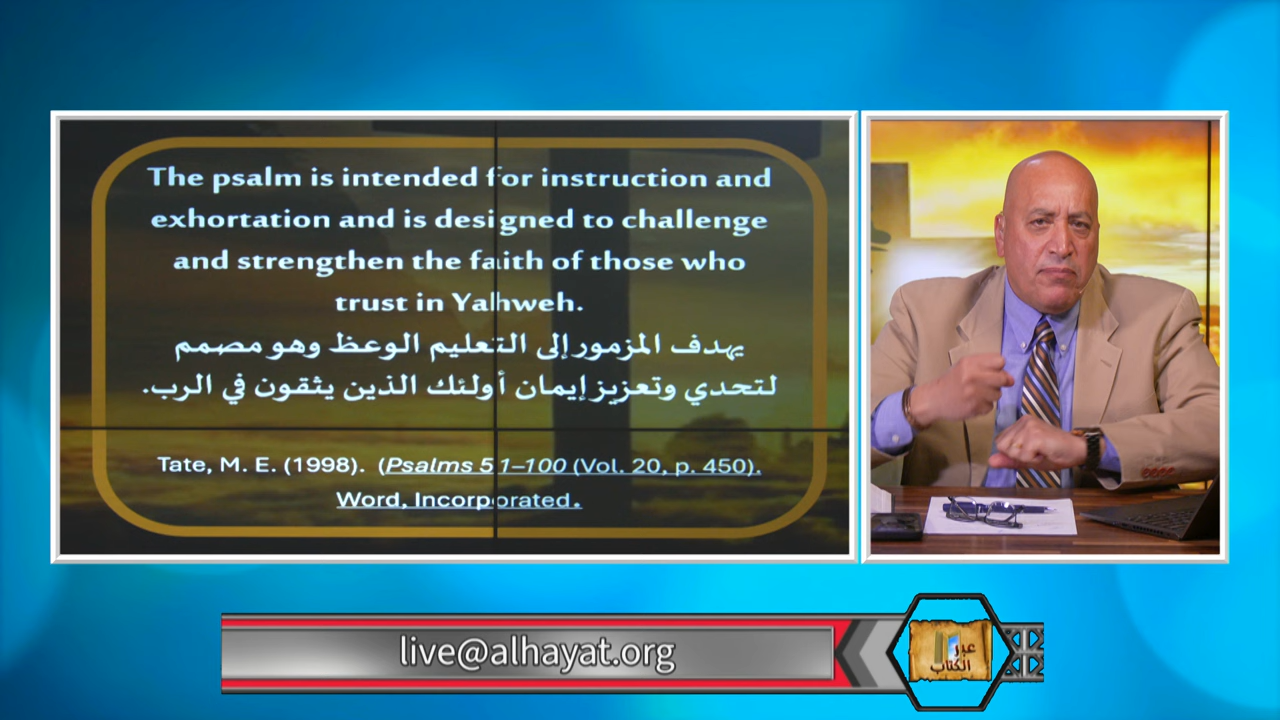 The psalm is intended for instruction and
exhortation and is designed to challenge
and strengthen the faith of those who
trust in Yahweh.
يهدف المزمور إلى التعليم الوعظ وهو مصمم
لتحدي وتعزيز إيمان أولئك الذين يثقون في الرب.
Tate, M. E. (1998). (Psalms 51–100 (Vol. 20, p. 450).
Word, Incorporated.
live@alhayat.org
عبر
الكتاب